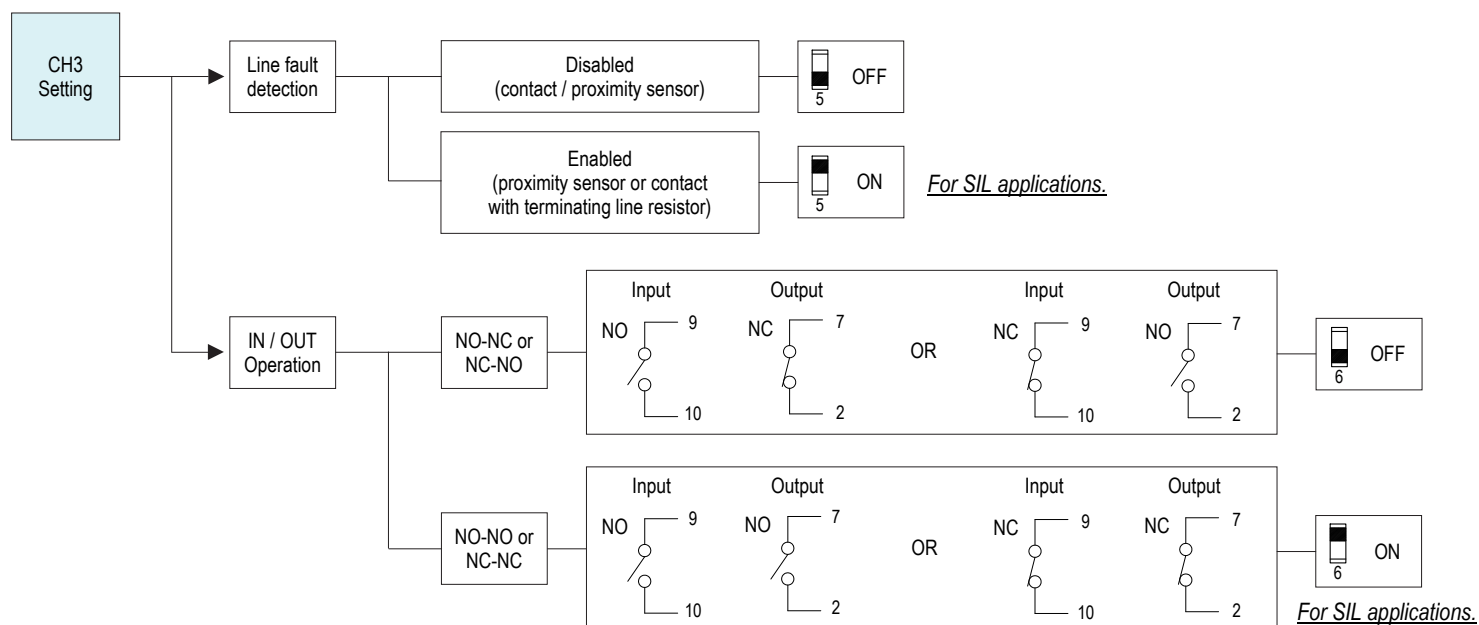 CH3
Setting
Line fault
detection
Disabled
(contact / proximity sensor)
5
OFF
Enabled
(proximity sensor or contact
with terminating line resistor)
5
ON
For SIL applications.
IN / OUT
Operation
NO-NC or
NC-NO
Input
Output
Input
Output
NO
9
10
NC
7
2
OR
NC
9
10
NO
7
2
6
OFF
NO-NO or
NC-NC
Input
Output
Input
Output
NO
9
10
NO
7
2
OR
NC
9
10
NC
7
2
6
ON
For SIL applications.